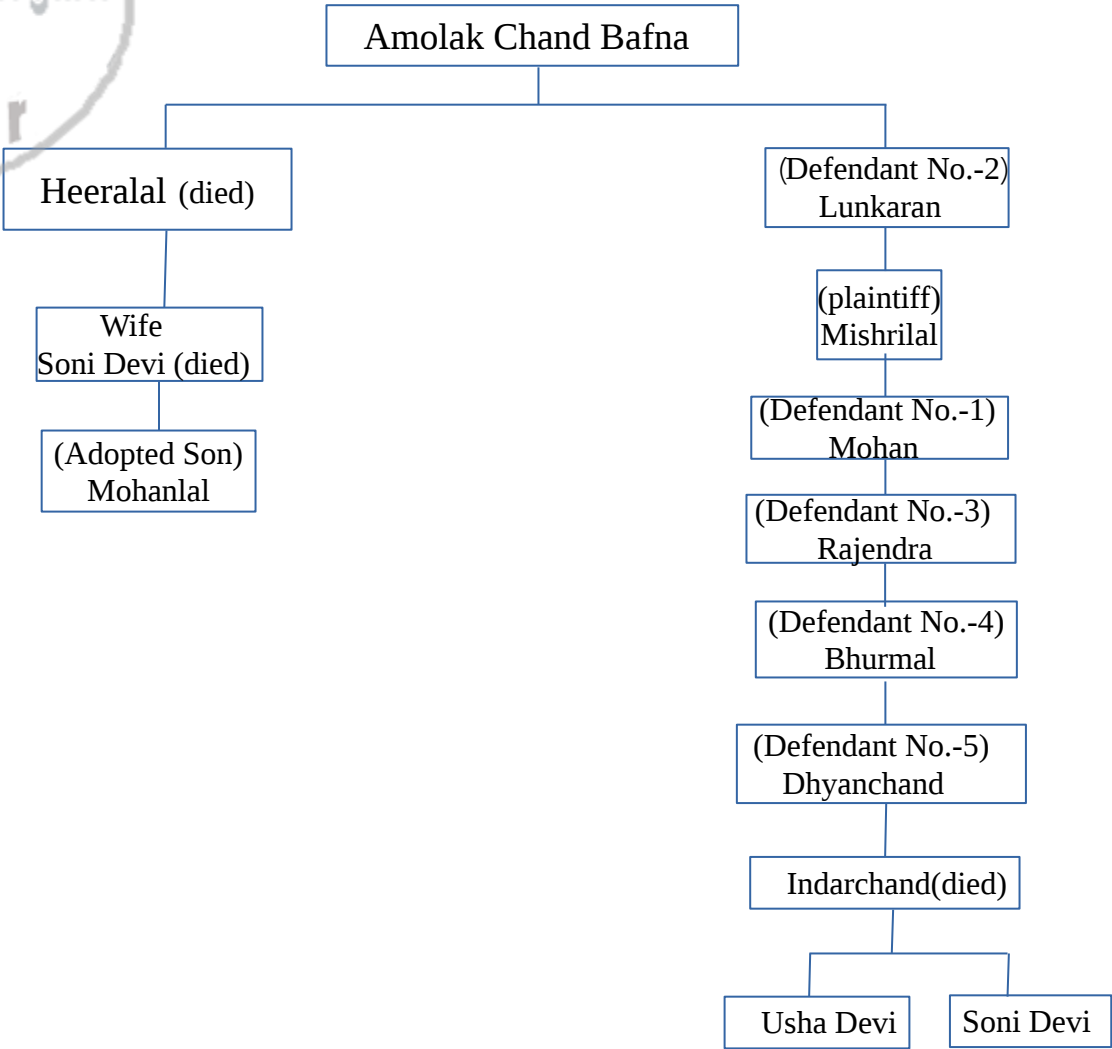 Amolak Chand Bafna
Heeralal (died)
(Defendant No.-2)
Lunkaran
Wife
Soni Devi (died)
(plaintiff)
Mishrilal
(Adopted Son)
Mohanlal
(Defendant No.-1)
Mohan
(Defendant No.-3)
Rajendra
(Defendant No.-4)
Bhurmal
(Defendant No.-5)
Dhyanchand
Indarchand(died)
Usha Devi
Soni Devi